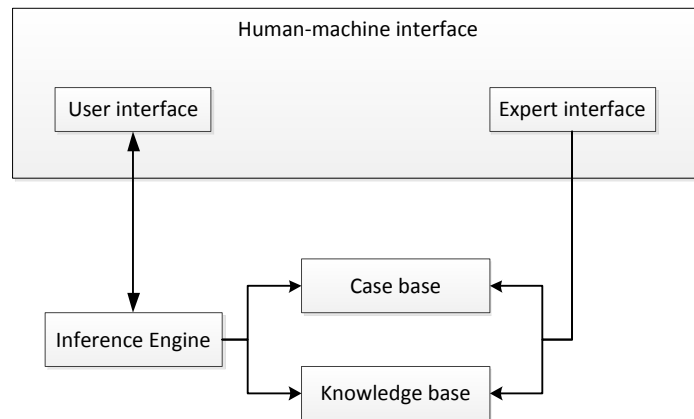 Human-machine interface
User interface
Expert interface
Case base
Inference Engine
Knowledge base